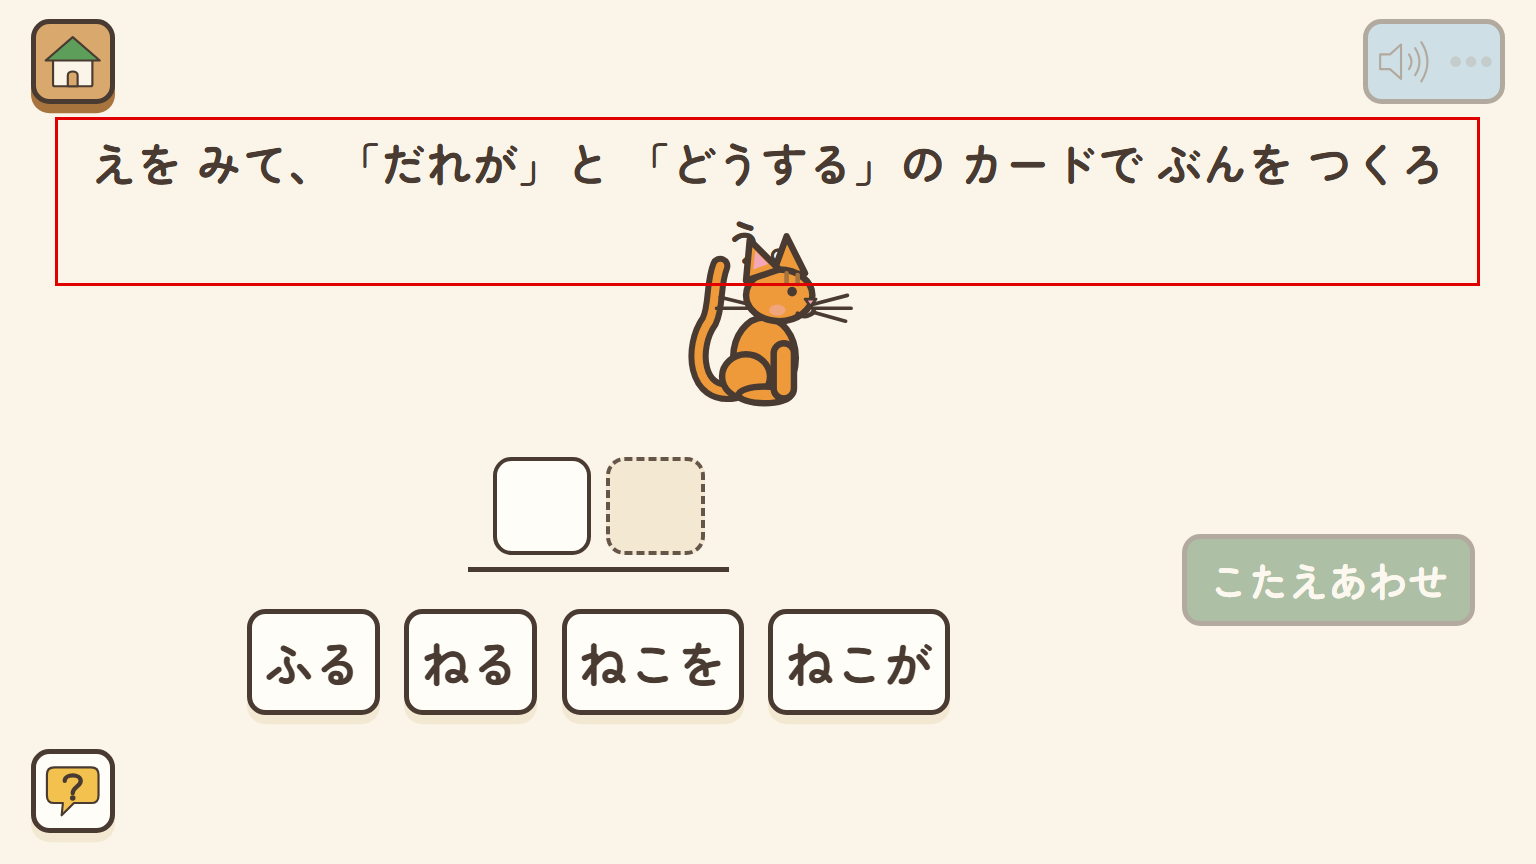 えを みて、「だれが」と 「どうする」の カードで ぶんを つくろ
う
ふる
ねる
ねこを
ねこが
こたえあわせ
?